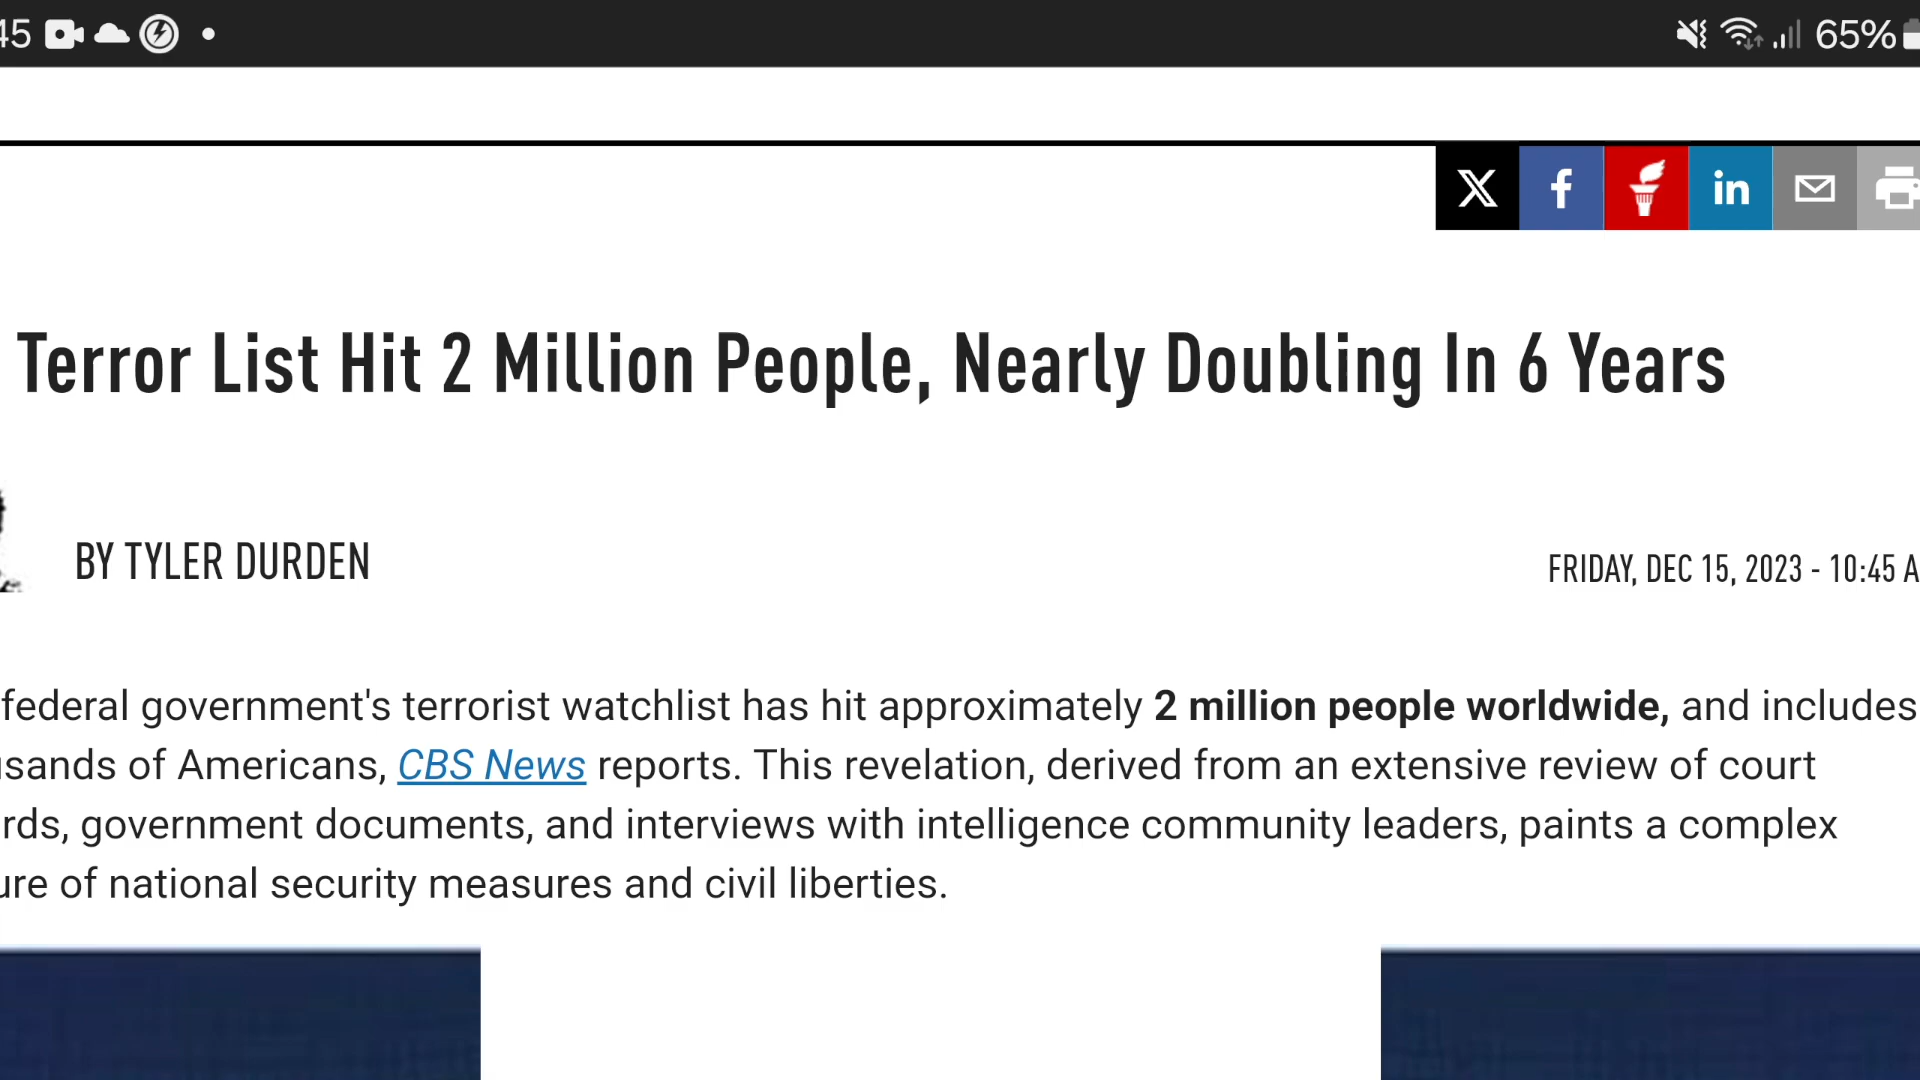 45
65%
X f in
Terror List Hit 2 Million People, Nearly Doubling In 6 Years
BY TYLER DURDEN
FRIDAY, DEC 15, 2023 - 10:45 A
federal government's terrorist watchlist has hit approximately 2 million people worldwide, and includes
usands of Americans, CBS News reports. This revelation, derived from an extensive review of court
rds, government documents, and interviews with intelligence community leaders, paints a complex
ure of national security measures and civil liberties.